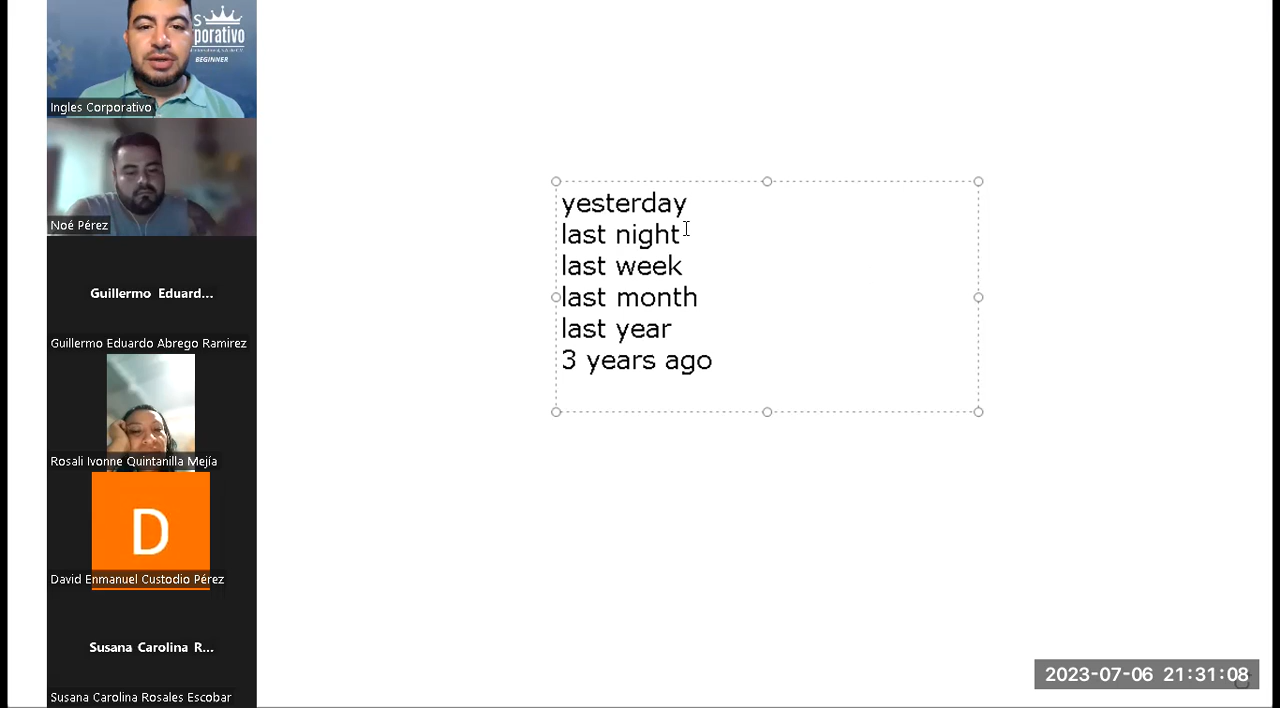 S
porativo
BEGINNER
Ingles Corporativo
Noé Pérez
Guillermo Eduard...
Guillermo Eduardo Abrego Ramirez
Rosali Ivonne Quintanilla Mejía
D
David Enmanuel Custodio Pérez
Susana Carolina R...
Susana Carolina Rosales Escobar
yesterday
last night
last week
last month
last year
3 years ago
2023-07-06 21:31:08